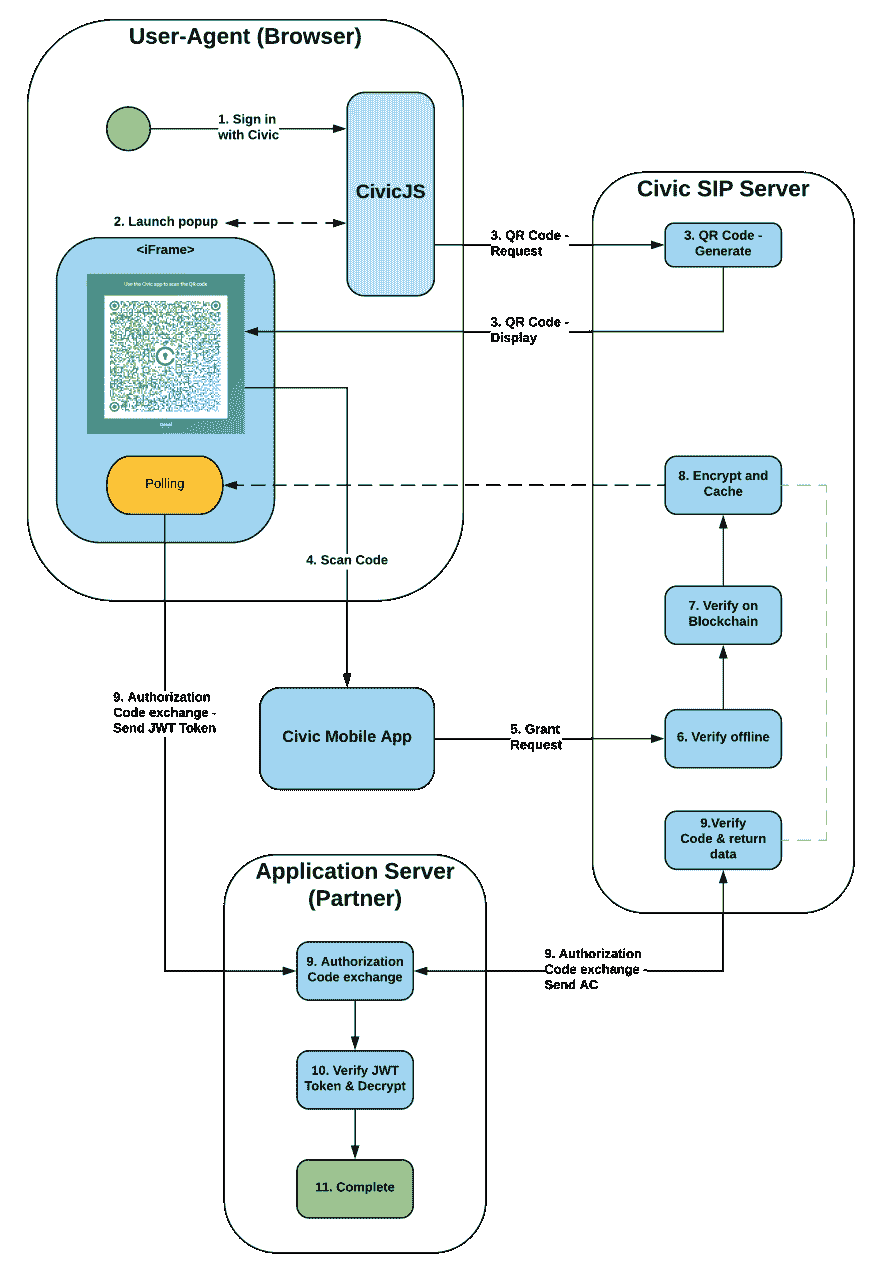 User-Agent (Browser)
1. Sign in
with Civic
CivicJS
2. Launch popup
<iFrame>
Use the Civic app to scan the QR code
Polling
4. Scan Code
3. QR Code -
Request
3. QR Code -
Display
Civic SIP Server
3. QR Code -
Generate
8. Encrypt and
Cache
7. Verify on
Blockchain
6. Verify offline
9.Verify
Code & return
data
9. Authorization
Code exchange -
Send JWT Token
Civic Mobile App
5. Grant
Request
Application Server
(Partner)
9. Authorization
Code exchange
9. Authorization
Code exchange-
Send AC
10. Verify JWT
Token & Decrypt
11. Complete